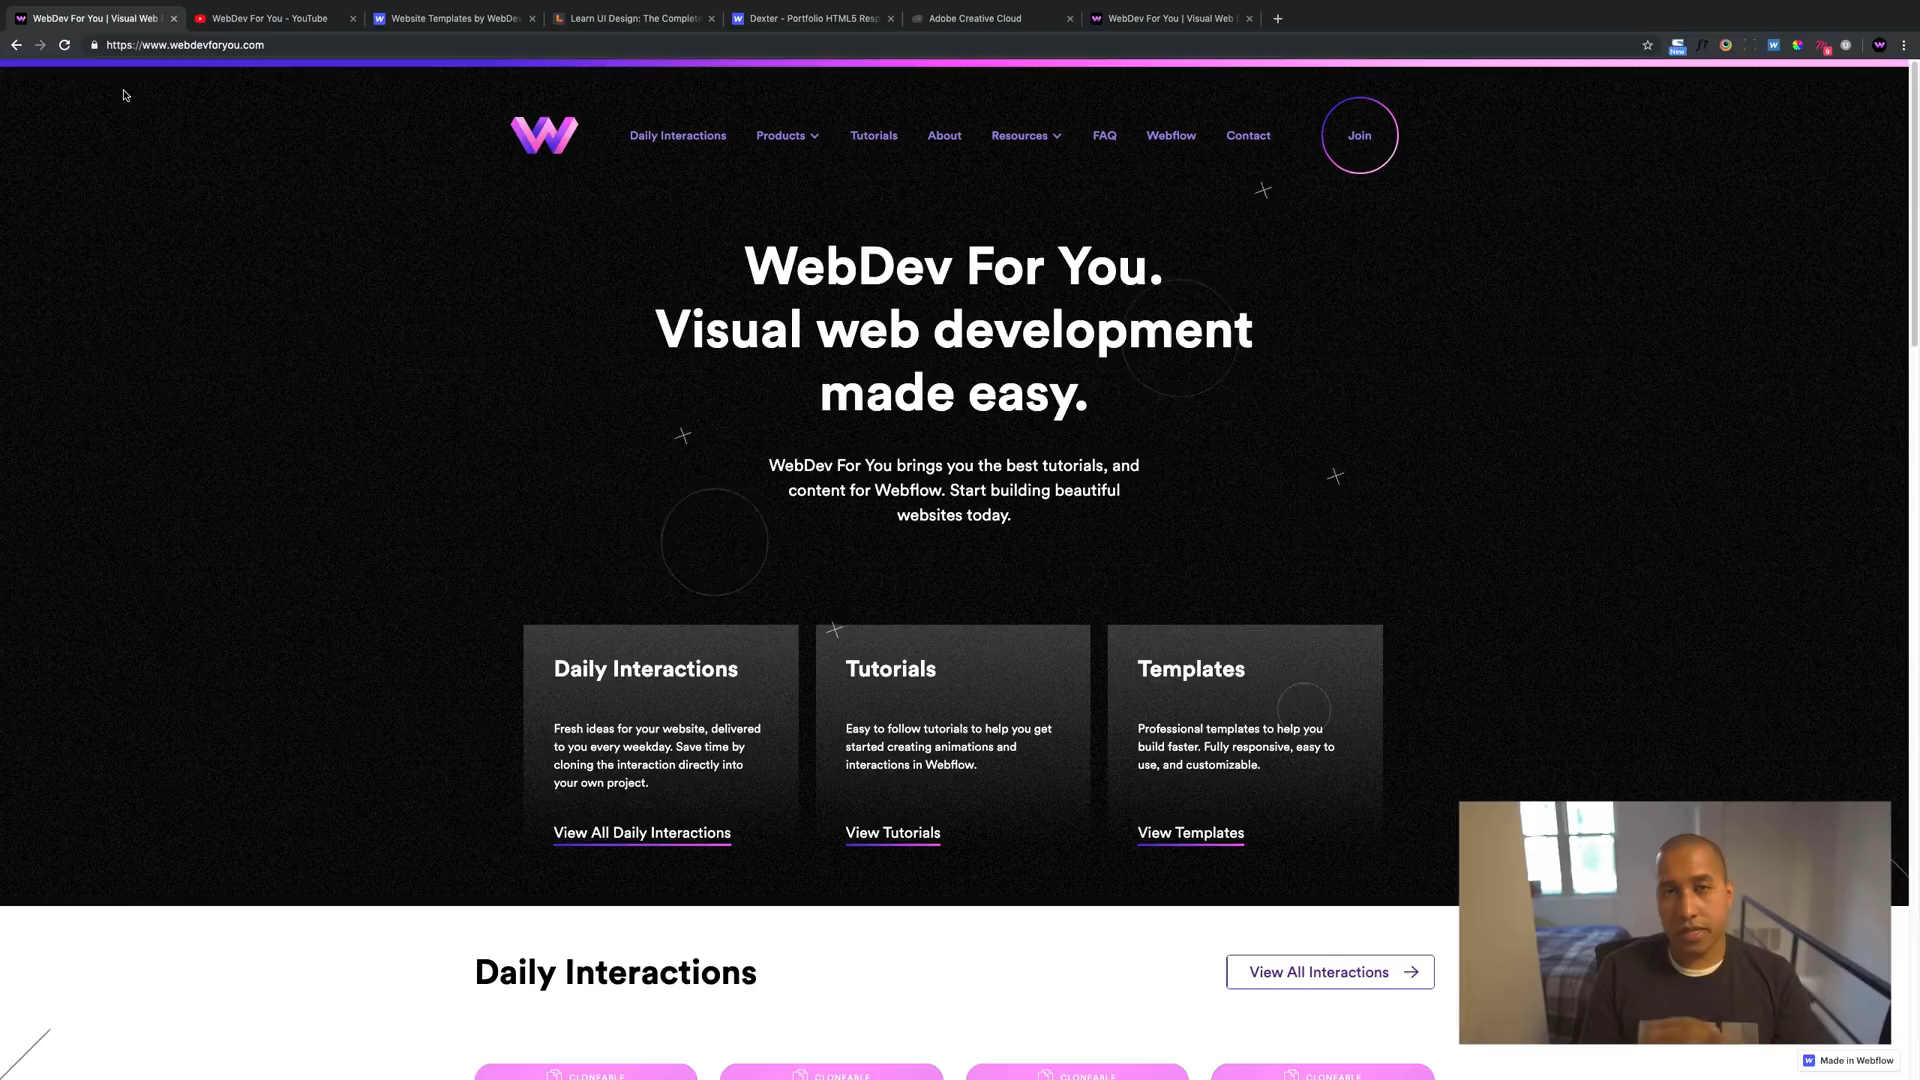 WebDev For You | Visual Web
WebDev For You - YouTube
Website Templates by WebDev
Learn UI Design: The Complet
Dexter - Portfolio HTML5 Resp
Adobe Creative Cloud
WebDev For You | Visual Web
https://www.webdevforyou.com
New
9
Daily Interactions
Products
Tutorials
About
Resources
FAQ
Webflow
Contact
Join
WebDev For You.
Visual web development
made easy.
WebDev For You brings you the best tutorials, and
content for Webflow. Start building beautiful
websites today.
Daily Interactions
Fresh ideas for your website, delivered
to you every weekday. Save time by
cloning the interaction directly into
your own project.
View All Daily Interactions
Tutorials
Easy to follow tutorials to help you get
started creating animations and
interactions in Webflow.
View Tutorials
Templates
Professional templates to help you
build faster. Fully responsive, easy to
use, and customizable.
View Templates
Daily Interactions
View All Interactions
CLONEABLE
CLONEABLE
CLONEABLE
CLONEABLE
Made in Webflow